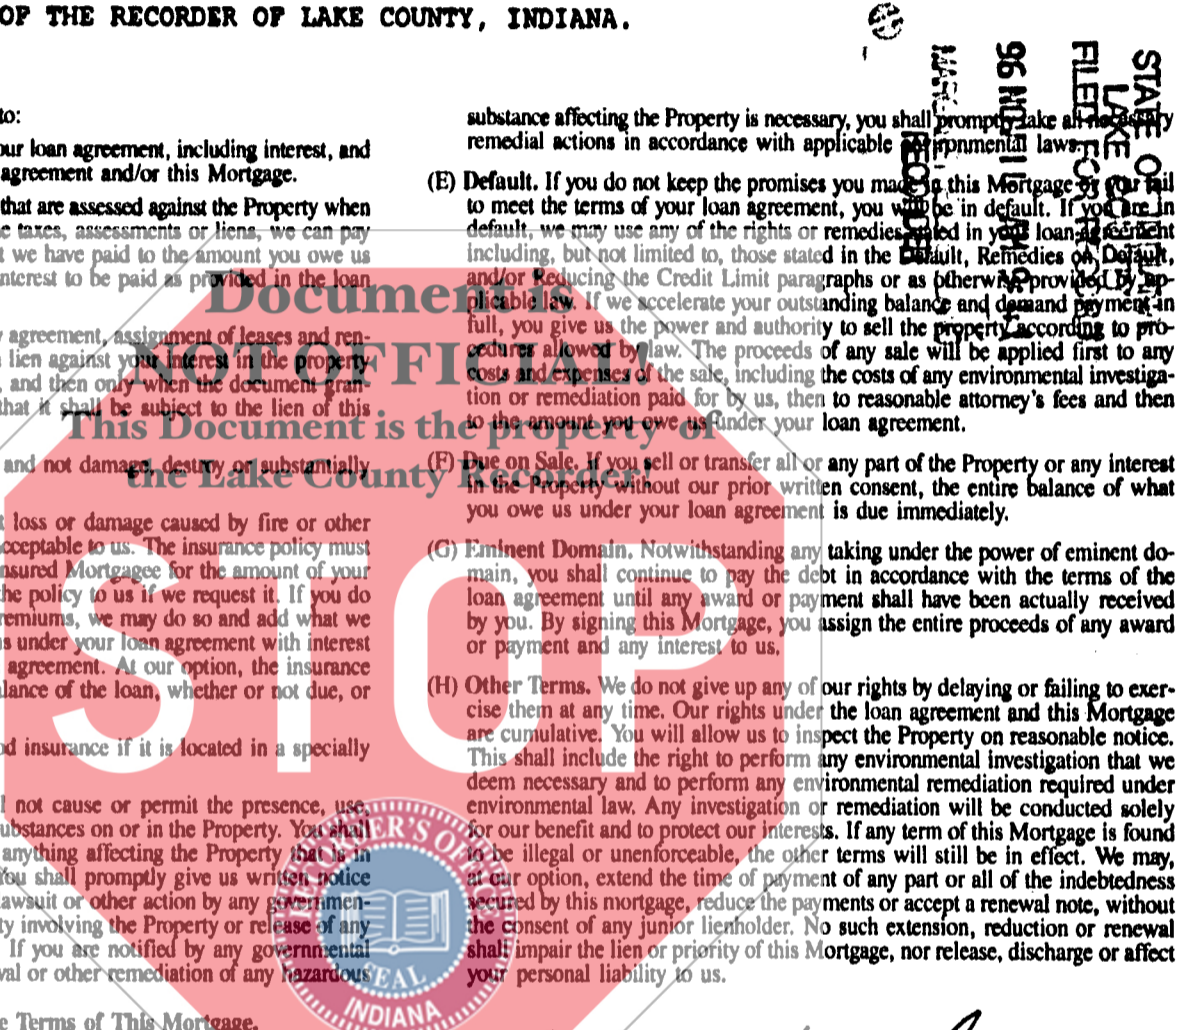 OF THE RECORDER OF LAKE COUNTY, INDIANA.
to:
our loan agreement, including interest, and
agreement and/or this Mortgage.
that are assessed against the Property when
e taxes, assessments or liens, we can pay
t we have paid to the amount you owe us
nterest to be paid as provided in the loan
agreement, assignment of leases and ren-
lien against your interest in the property
, and then only when the document gran-
that it shall be subject to the lien of this
and not damage, destroy or substantially
loss or damage caused by fire or other
cceptable to us. The insurance policy must
nsured Mortgagee for the amount of your
he policy to us if we request it. If you do
remiums, we may do so and add what we
s under your loan agreement with interest
agreement. At our option, the insurance
lance of the loan, whether or not due, or
d insurance if it is located in a specially
l not cause or permit the presence, use,
ubstances on or in the Property. You shall
anything affecting the Property that is in
You shall promptly give us written notice
awsuit or other action by any governmen-
ty involving the Property or release of any
If you are notified by any governmental
val or other remediation of any hazardous
e Terms of This Mortgage.
substance affecting the Property is necessary, you shall promptly take all necessary
remedial actions in accordance with applicable environmental laws.
(E) Default. If you do not keep the promises you made in this Mortgage or you fail
to meet the terms of your loan agreement, you will be in default. If you are in
default, we may use any of the rights or remedies stated in your loan agreement
including, but not limited to, those stated in the Default, Remedies on Default,
and/or Reducing the Credit Limit paragraphs or as otherwise provided by ap-
plicable law. If we accelerate your outstanding balance and demand payment in
full, you give us the power and authority to sell the property according to pro-
cedures allowed by law. The proceeds of any sale will be applied first to any
costs and expenses of the sale, including the costs of any environmental investiga-
tion or remediation paid for by us, then to reasonable attorney's fees and then
to the amount you owe us under your loan agreement.
(F) Due on Sale. If you sell or transfer all or any part of the Property or any interest
in the Property without our prior written consent, the entire balance of what
you owe us under your loan agreement is due immediately.
(G) Eminent Domain. Notwithstanding any taking under the power of eminent do-
main, you shall continue to pay the debt in accordance with the terms of the
loan agreement until any award or payment shall have been actually received
by you. By signing this Mortgage, you assign the entire proceeds of any award
or payment and any interest to us.
(H) Other Terms. We do not give up any of our rights by delaying or failing to exer-
cise them at any time. Our rights under the loan agreement and this Mortgage
are cumulative. You will allow us to inspect the Property on reasonable notice.
This shall include the right to perform any environmental investigation that we
deem necessary and to perform any environmental remediation required under
environmental law. Any investigation or remediation will be conducted solely
for our benefit and to protect our interests. If any term of this Mortgage is found
to be illegal or unenforceable, the other terms will still be in effect. We may,
at our option, extend the time of payment of any part or all of the indebtedness
secured by this mortgage, reduce the payments or accept a renewal note, without
the consent of any junior lienholder. No such extension, reduction or renewal
shall impair the lien or priority of this Mortgage, nor release, discharge or affect
your personal liability to us.
STATE O
LAKE CO
FILED FOR
96 NO
Document is
NOT OFFICIAL!
This Document is the property of
the Lake County Recorder!
STOP
RECORDER'S OFFICE
SEAL
INDIANA